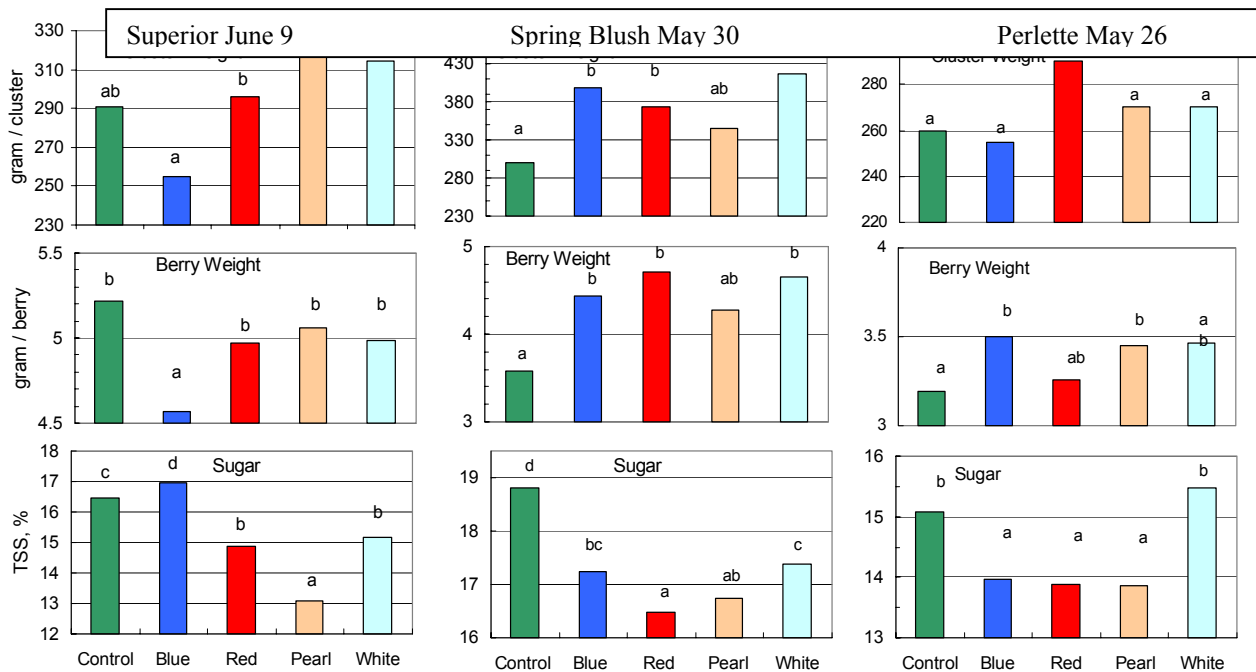 Superior June 9
Spring Blush May 30
Perlette May 26
330
310
290
270
250
230
gram / cluster
ab
a
b
430
380
330
280
230
a
b
b
ab
Cluster Weight
280
260
240
220
a
a
a
a
5.5
5
4.5
gram / berry
Berry Weight
b
a
b
b
b
5
4
3
Berry Weight
a
b
b
ab
b
4
3.5
3
Berry Weight
a
b
ab
b
a
b
18
17
16
15
14
13
12
TSS, %
Sugar
c
d
b
a
b
Control
Blue
Red
Pearl
White
19
18
17
16
Sugar
d
bc
a
ab
c
Control
Blue
Red
Pearl
White
16
15
14
13
Sugar
b
a
a
a
b
Control
Blue
Red
Pearl
White